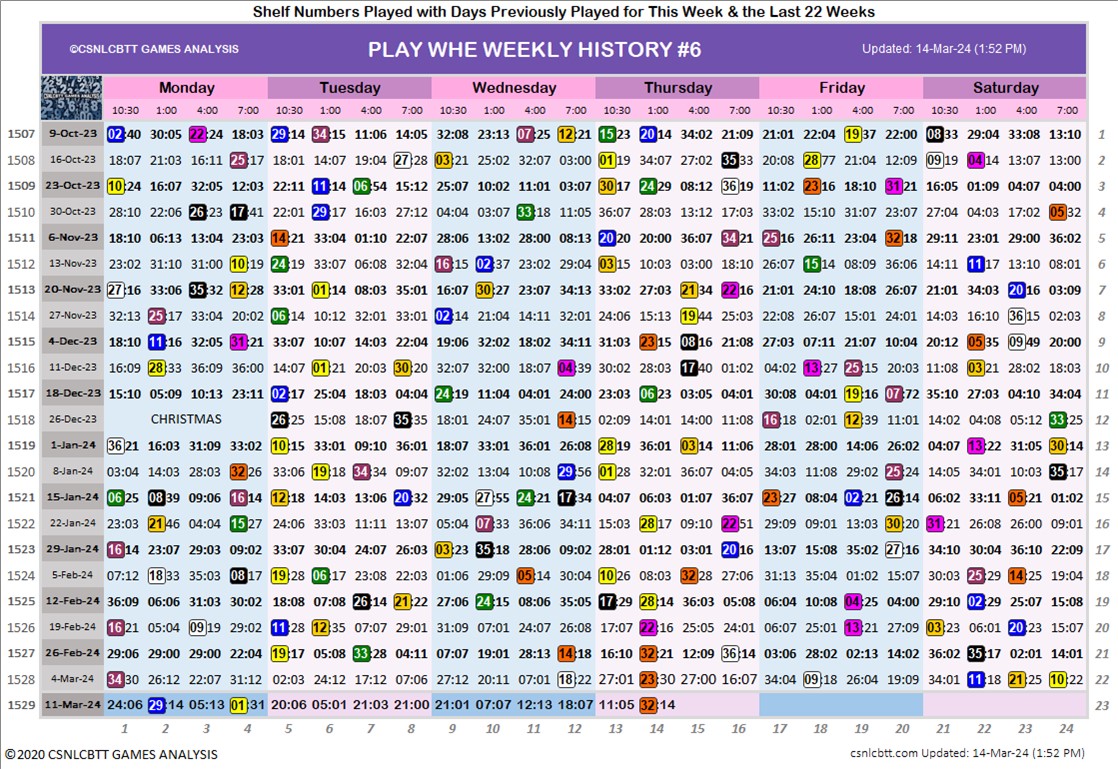 Shelf Numbers Played with Days Previously Played for This Week & the Last 22 Weeks
©CSNLCBTT GAMES ANALYSIS PLAY WHE WEEKLY HISTORY #6 Updated: 14-Mar-24 (1:52 PM)
Monday Tuesday Wednesday Thursday Friday Saturday
10:30 1:00 4:00 7:00 10:30 1:00 4:00 7:00 10:30 1:00 4:00 7:00 10:30 1:00 4:00 7:00 10:30 1:00 4:00 7:00 10:30 1:00 4:00 7:00
1507 9-Oct-23 02:40 30:05 22:24 18:03 29:14 34:15 11:06 14:05 32:08 23:13 07:25 12:21 15:23 20:14 34:02 21:09 21:01 22:04 19:37 22:00 08:33 29:04 33:08 13:10 1
1508 16-Oct-23 18:07 21:03 16:11 25:17 18:01 14:07 19:04 27:28 03:21 25:02 32:07 03:00 01:19 34:07 27:02 35:33 20:08 28:77 21:04 12:09 09:19 04:14 13:07 13:00 2
1509 23-Oct-23 10:24 16:07 32:05 12:03 22:11 11:14 06:54 15:12 25:07 10:02 11:01 03:07 30:17 24:29 08:12 36:19 11:02 23:16 18:10 31:21 16:05 01:09 04:07 04:00 3
1510 30-Oct-23 28:10 22:06 26:23 17:41 22:01 29:17 16:03 27:12 04:04 03:07 33:18 11:05 36:07 28:03 13:12 17:03 33:02 15:10 31:07 23:07 27:04 04:03 17:02 05:32 4
1511 6-Nov-23 18:10 06:13 13:04 23:03 14:21 33:04 01:10 22:07 28:05 13:02 28:00 08:13 20:20 20:00 36:07 34:21 25:16 26:11 23:04 32:18 29:11 23:01 29:00 36:02 5
1512 13-Nov-23 23:02 31:10 31:00 10:19 24:19 33:07 06:08 32:04 16:15 02:37 22:05 29:04 03:15 10:03 03:00 18:10 26:07 15:14 08:09 36:06 14:11 11:17 13:10 08:01 6
1513 20-Nov-23 27:16 33:06 35:32 12:28 33:01 01:14 08:03 35:01 16:07 30:27 23:07 34:13 33:02 27:03 21:34 22:16 21:01 24:10 18:08 26:07 21:01 34:03 20:16 03:09 7
1514 27-Nov-23 32:13 25:17 33:04 20:02 06:14 10:12 32:01 33:01 02:14 21:04 14:11 32:01 24:06 15:13 19:44 25:03 22:08 26:07 15:01 24:01 14:03 16:10 36:15 02:03 8
1515 4-Dec-23 18:10 11:16 32:05 31:21 33:07 10:07 14:03 22:04 19:06 32:02 18:02 34:11 31:03 23:15 08:16 21:08 27:03 07:11 21:07 10:04 20:12 05:35 09:49 20:00 9
1516 11-Dec-23 16:09 28:33 36:09 36:00 14:07 01:21 20:03 30:20 32:07 32:00 18:07 04:39 30:02 28:15 17:40 01:03 04:02 13:27 25:15 20:03 11:08 03:21 28:02 18:03 10
1517 18-Dec-23 15:10 05:09 10:13 23:11 02:17 25:04 18:03 04:04 24:19 11:04 04:01 24:00 23:03 06:23 03:05 04:01 30:08 04:01 19:16 07:72 35:10 27:03 04:10 34:04 11
1518 26-Dec-23 CHRISTMAS 26:25 15:08 18:07 35:18 28:07 24:07 35:01 12:15 02:03 14:01 14:00 11:08 16:18 02:01 12:39 11:01 14:02 04:08 05:12 33:25 12
1519 1-Jan-24 36:21 16:03 31:09 33:02 10:15 33:01 09:10 36:01 18:07 33:01 36:01 26:08 28:19 36:01 03:14 11:06 28:01 28:00 14:06 26:02 04:07 13:22 31:05 30:14 13
1520 8-Jan-24 03:04 14:03 28:03 32:26 33:06 19:18 34:34 09:07 32:02 13:04 10:08 29:56 01:28 32:01 36:07 04:05 34:03 11:08 29:02 25:24 14:05 34:01 10:03 35:17 14
1521 15-Jan-24 06:25 08:39 09:06 16:14 12:18 14:03 13:06 20:32 29:05 27:55 24:21 17:34 04:07 06:03 01:05 36:07 23:27 08:04 02:21 26:14 06:02 33:11 05:21 01:02 15
1522 22-Jan-24 23:03 21:46 04:04 15:27 24:06 33:03 11:11 13:07 05:04 07:33 36:06 34:11 15:03 28:17 09:10 22:51 29:09 09:01 13:03 30:20 31:21 26:08 26:00 09:01 16
1523 29-Jan-24 16:14 23:07 29:03 09:02 33:07 30:04 24:07 26:03 03:23 35:18 28:06 09:02 28:01 01:12 03:01 20:16 13:07 15:08 35:02 27:16 34:10 30:04 36:10 22:09 17
1524 5-Feb-24 07:12 18:33 35:03 08:17 19:28 06:17 23:08 22:03 01:06 29:09 05:14 30:04 10:26 08:03 32:28 27:06 31:13 35:04 01:02 15:07 30:03 25:29 14:25 19:04 18
1525 12-Feb-24 36:09 06:06 31:03 30:02 18:08 07:08 26:14 21:22 27:06 24:15 08:06 35:05 17:29 28:14 36:03 05:08 06:04 10:08 04:25 04:00 29:10 02:29 25:07 15:08 19
1526 19-Feb-24 16:21 05:04 09:19 29:02 11:28 12:35 07:07 29:01 31:09 07:01 24:07 26:08 17:07 22:16 25:05 24:01 06:07 25:01 13:21 27:09 03:23 06:01 20:23 15:07 20
1527 26-Feb-24 29:06 29:00 29:00 22:04 19:17 05:08 33:28 04:11 07:07 19:01 28:08 14:18 16:10 32:21 12:09 36:14 03:06 28:02 02:13 14:08 36:02 35:17 02:01 14:01 21
1528 4-Mar-24 34:30 26:12 22:07 31:12 02:03 24:12 17:12 07:06 27:12 20:11 07:01 18:22 27:01 23:30 27:00 16:07 34:04 09:18 26:04 19:09 34:01 11:18 21:25 10:22 22
1529 11-Mar-24 24:06 29:14 05:13 01:31 20:06 05:01 21:03 21:00 21:01 07:07 12:13 18:07 11:05 32:14 23
1 2 3 4 5 6 7 8 9 10 11 12 13 14 15 16 17 18 19 20 21 22 23 24
©2020 CSNLCBTT GAMES ANALYSIS csnlcbtt.com Updated: 14-Mar-24 (1:52 PM)